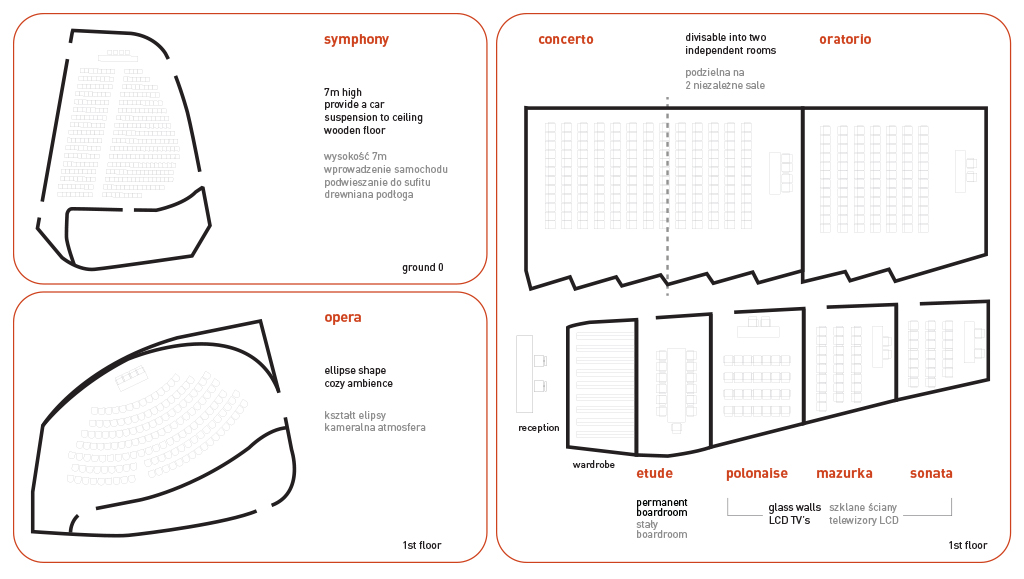 symphony
7m high
provide a car
suspension to ceiling
wooden floor
wysokość 7m
wprowadzenie samochodu
podwieszanie do sufitu
drewniana podłoga
ground 0
opera
ellipse shape
cozy ambience
kształt elipsy
kameralna atmosfera
1st floor
concerto
divisable into two
independent rooms
podzielna na
2 niezależne sale
oratorio
reception
wardrobe
etude
permanent
boardroom
stały
boardroom
polonaise
mazurka
sonata
glass walls
LCD TV's
szklane ściany
telewizory LCD
1st floor